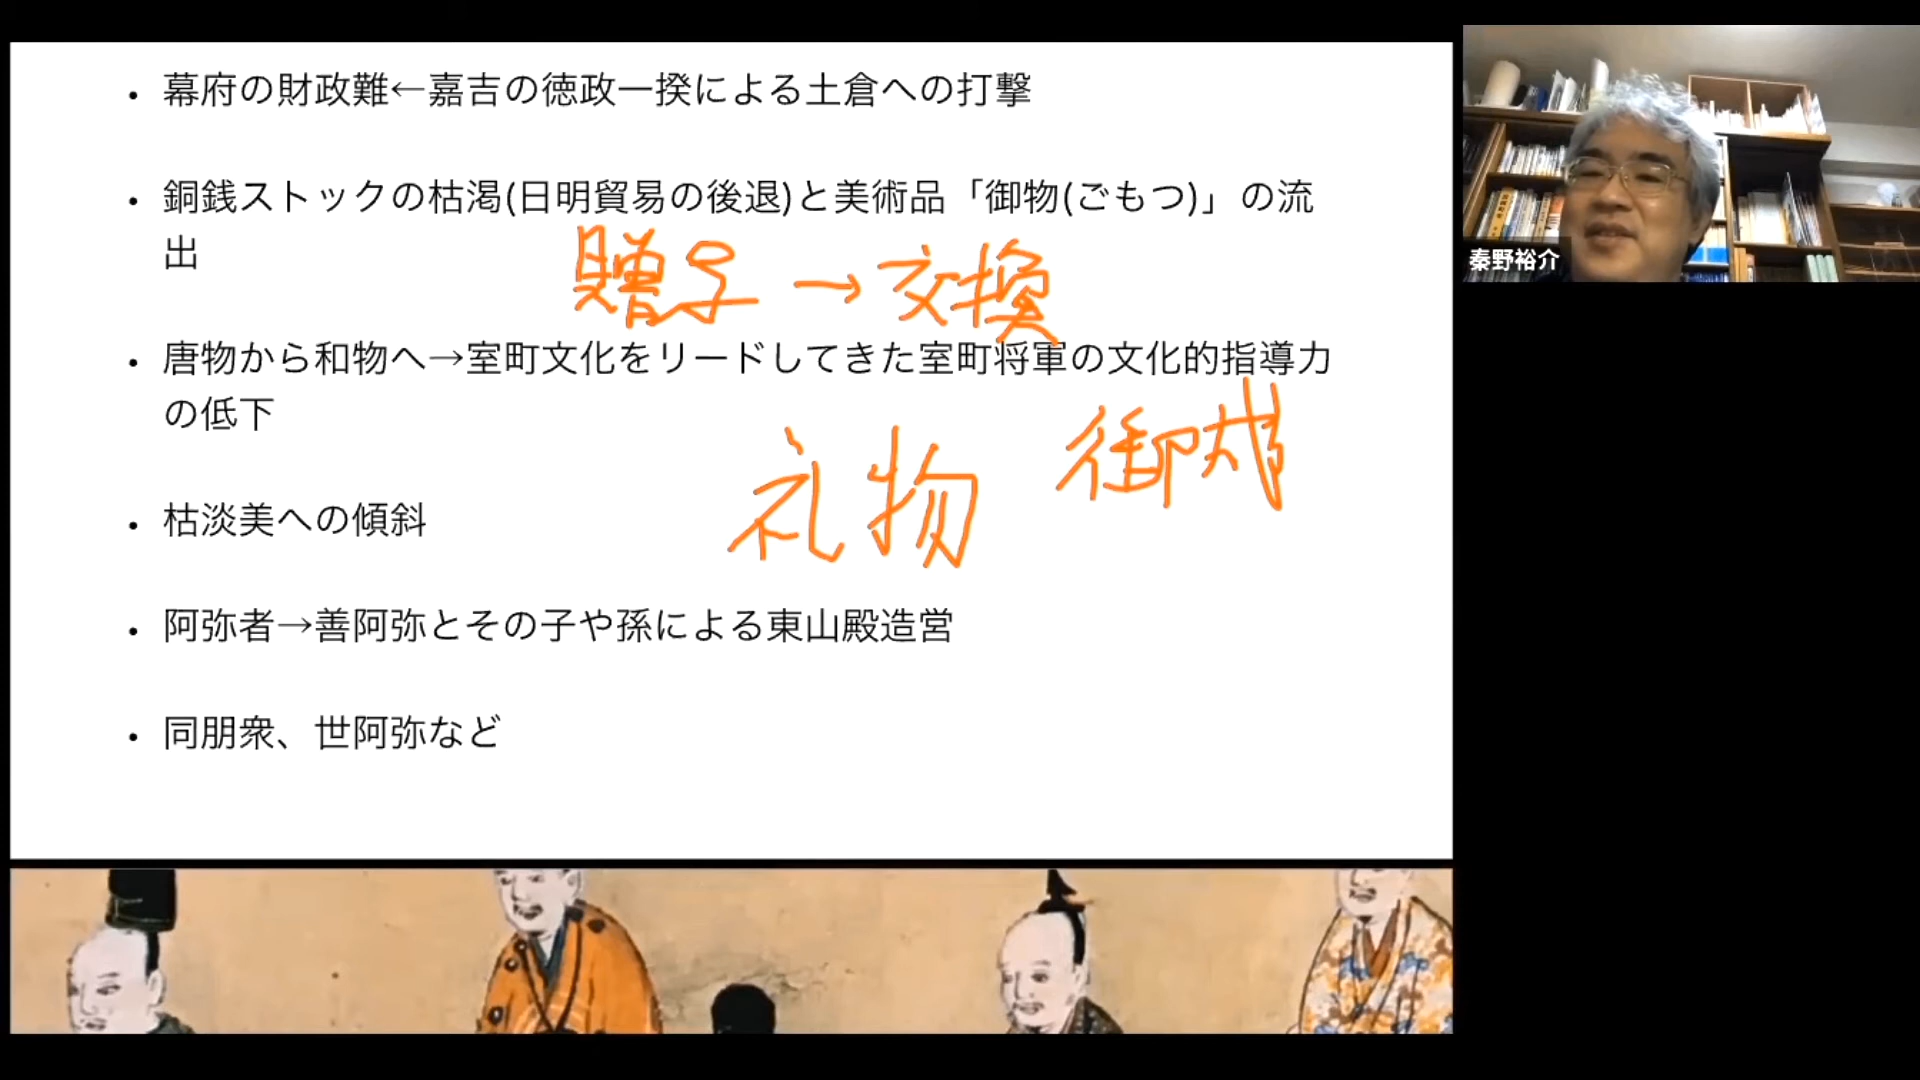 幕府の財政難←嘉吉の徳政一揆による土倉への打撃
銅銭ストックの枯渇(日明貿易の後退)と美術品「御物(ごもつ)」の流
出
贈予→交換
唐物から和物へ→室町文化をリードしてきた室町将軍の文化的指導力
の低下
礼物
御成
枯淡美への傾斜
阿弥者→善阿弥とその子や孫による東山殿造営
同朋衆、世阿弥など
秦野裕介